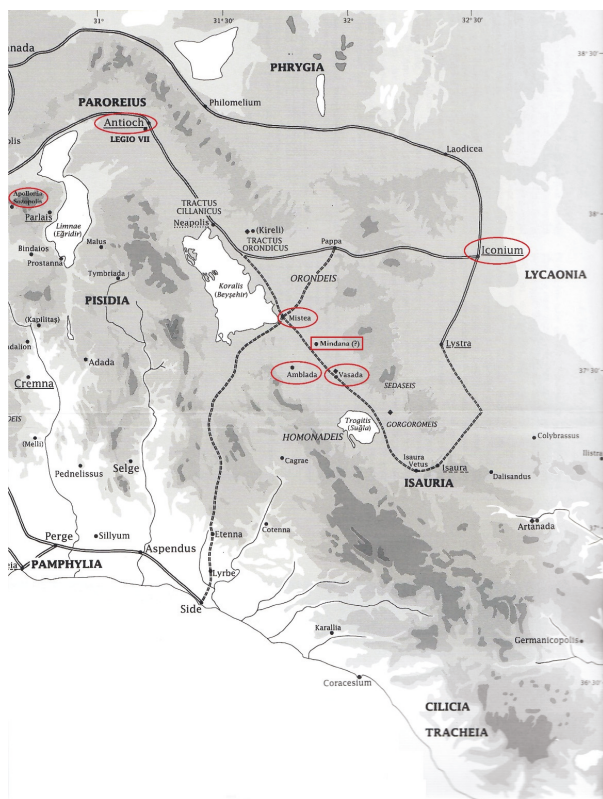 31°
31° 30'
32°
32° 30'
38° 30'
anada
PHRYGIA
PAROREIUS
Philomelium
Antioch
LEGIO VII
Laodicea
olis
Apollonia
Sozopolis
38°
Parlais
TRACTUS
CILLANICUS
Neapolis
(Kireli)
TRACTUS
ORONDICUS
Pappa
Iconium
LYCAONIA
Limnae
(Eğridir)
Malus
Bindaios
Prostanna
Tymbriada
Koralis
(Beyşehir)
ORONDEIS
PISIDIA
(Kapilitaş)
Mistea
Mindana (?)
Lystra
ndalion
Adada
Amblada
Vasada
37° 30'
SEDASEIS
Cremna
DEIS
Trogitis
(Suğla)
GORGOROMEIS
(Melli)
HOMONADEIS
Colybrassus
Cagrae
Isaura
Vetus
Isaura
Ilistra
Pednelissus
Selge
ISAURIA
Dalisandus
Artanada
Perge
Sillyum
Etenna
Cotenna
37°
Aspendus
PAMPHYLIA
Lyrbe
Side
Karallia
Germanicopolis
Coracesium
36° 30'
CILICIA
TRACHEIA